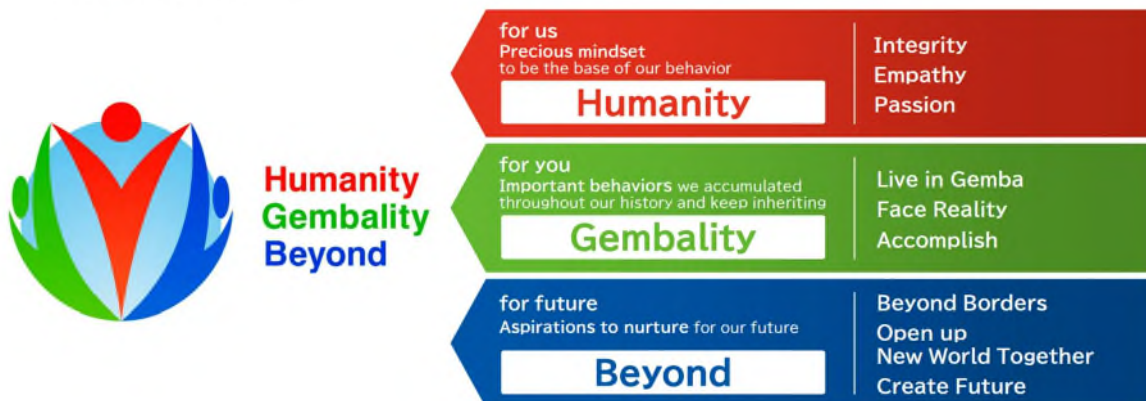 Humanity
Gembality
Beyond
for us
Precious mindset
to be the base of our behavior
Humanity
Integrity
Empathy
Passion
for you
Important behaviors we accumulated
throughout our history and keep inheriting
Gembality
Live in Gemba
Face Reality
Accomplish
for future
Aspirations to nurture for our future
Beyond
Beyond Borders
Open up
New World Together
Create Future